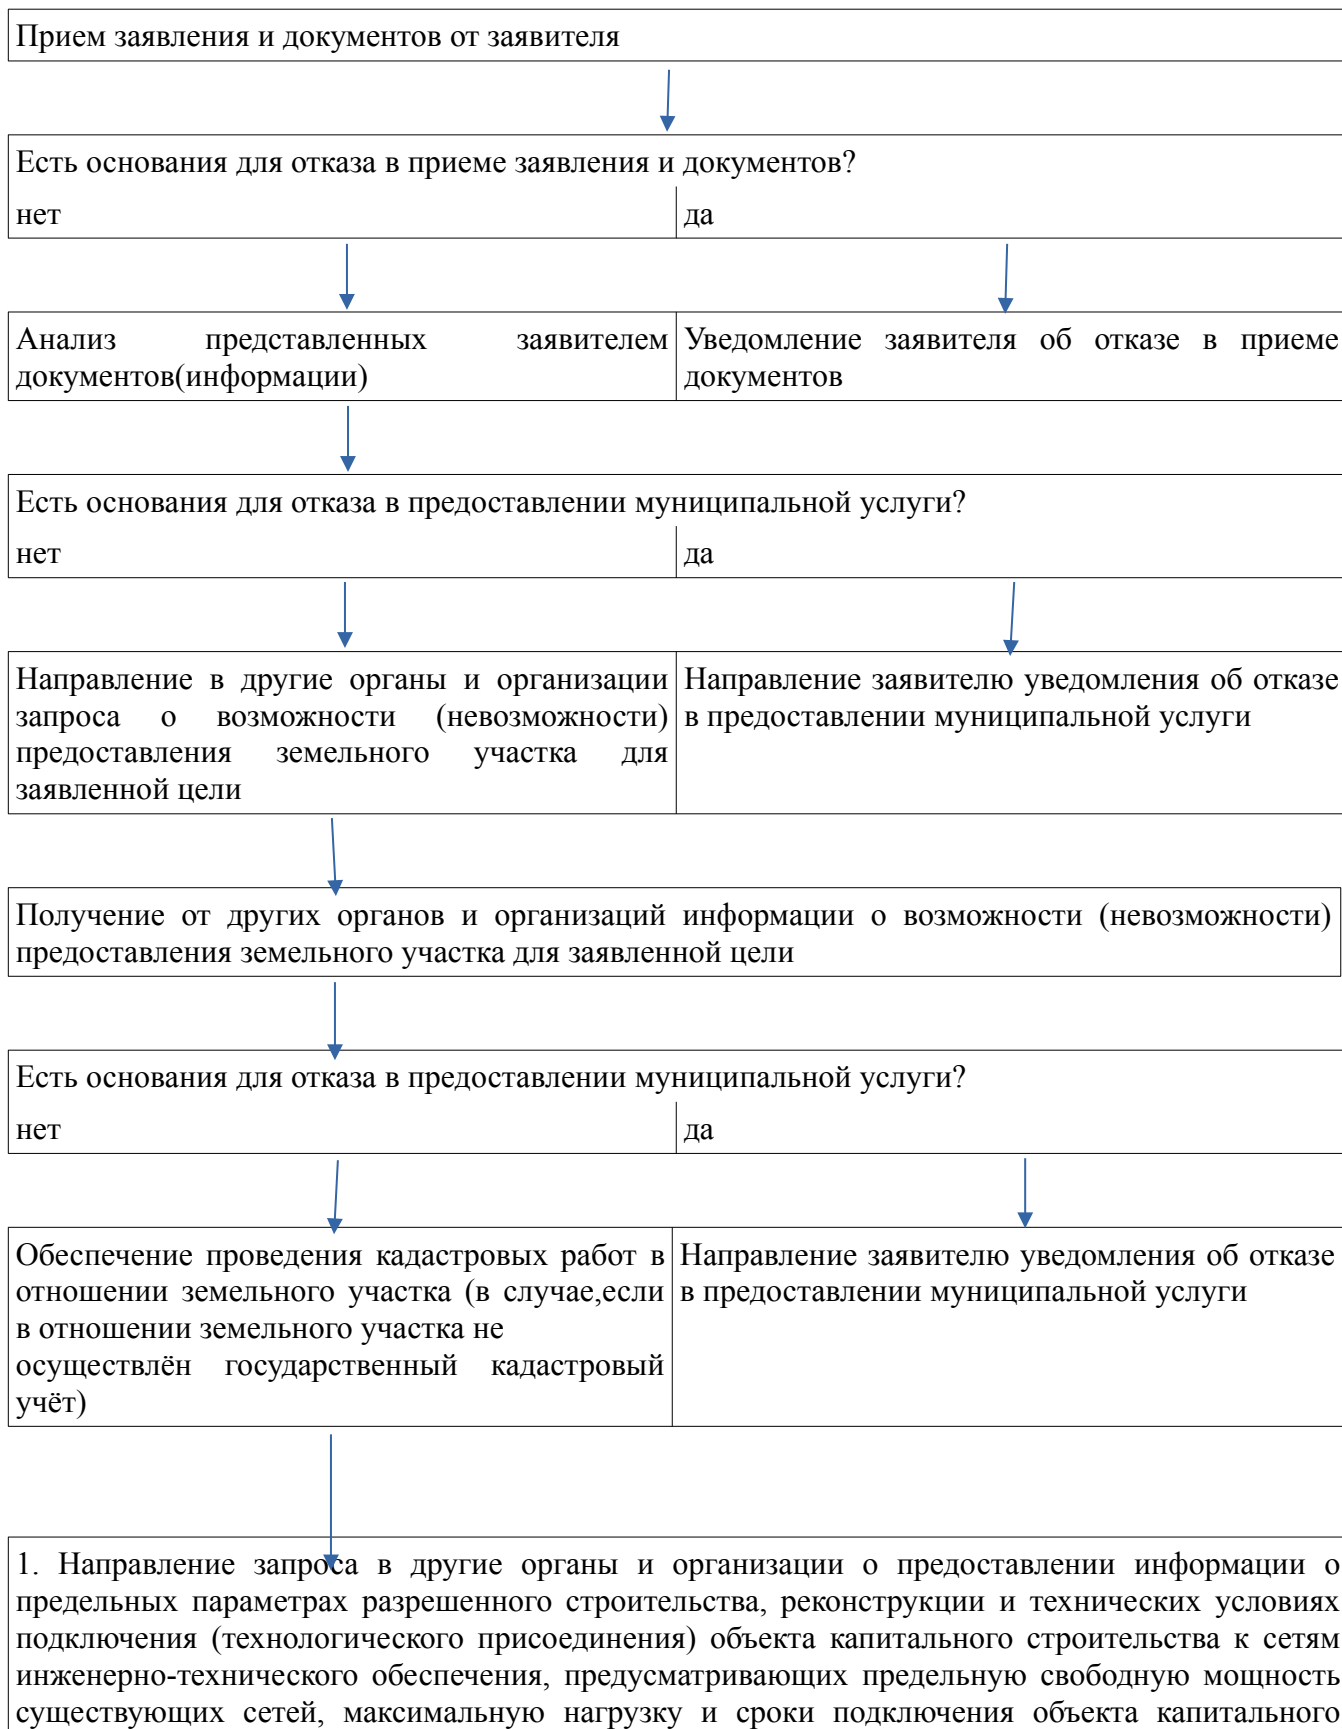 Прием заявления и документов от заявителя
Есть основания для отказа в приеме заявления и документов?
нет
да
Анализ представленных заявителем
документов(информации)
Уведомление заявителя об отказе в приеме
документов
Есть основания для отказа в предоставлении муниципальной услуги?
нет
да
Направление в другие органы и организации
запроса о возможности (невозможности)
предоставления земельного участка для
заявленной цели
Направление заявителю уведомления об отказе
в предоставлении муниципальной услуги
Получение от других органов и организаций информации о возможности (невозможности)
предоставления земельного участка для заявленной цели
Есть основания для отказа в предоставлении муниципальной услуги?
нет
да
Обеспечение проведения кадастровых работ в
отношении земельного участка (в случае,если
в отношении земельного участка не
осуществлён государственный кадастровый
учёт)
Направление заявителю уведомления об отказе
в предоставлении муниципальной услуги
1. Направление запроса в другие органы и организации о предоставлении информации о
предельных параметрах разрешенного строительства, реконструкции и технических условиях
подключения (технологического присоединения) объекта капитального строительства к сетям
инженерно-технического обеспечения, предусматривающих предельную свободную мощность
существующих сетей, максимальную нагрузку и сроки подключения объекта капитального